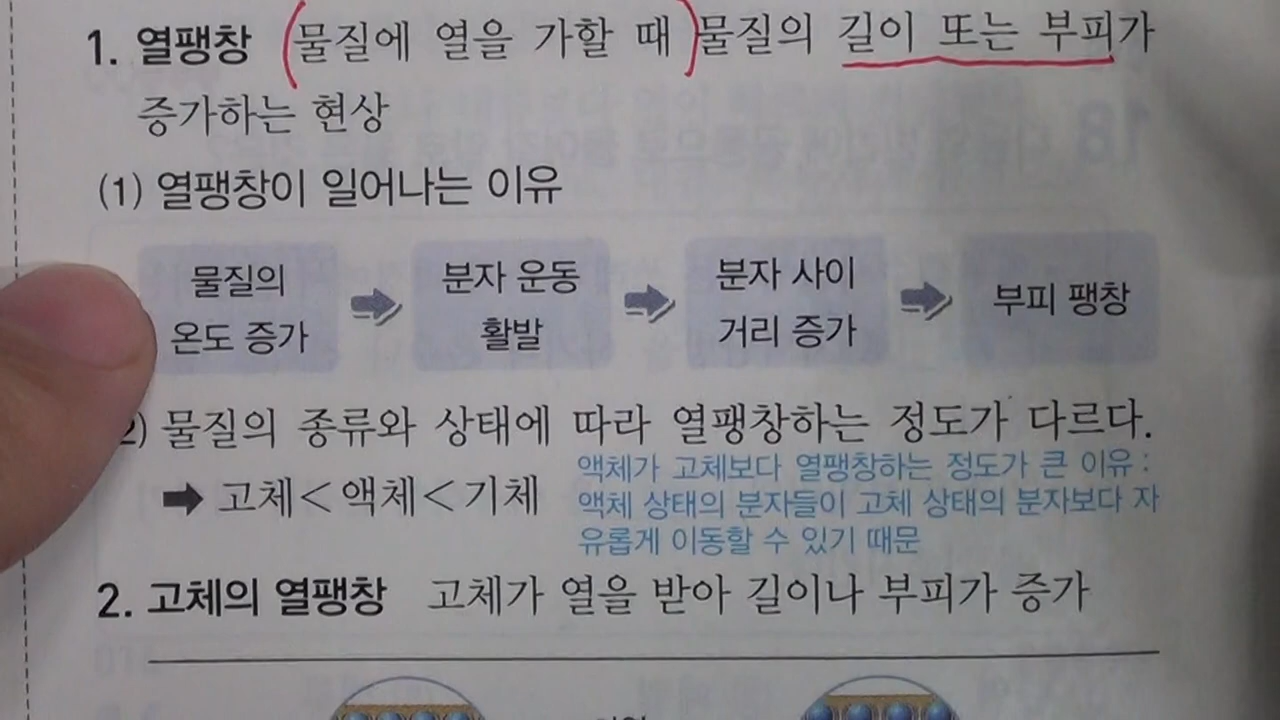 1. 열팽창 물질에 열을 가할 때 물질의 길이 또는 부피가
증가하는 현상
(1) 열팽창이 일어나는 이유
물질의
온도 증가
분자 운동
활발
분자 사이
거리 증가
부피 팽창
2) 물질의 종류와 상태에 따라 열팽창하는 정도가 다르다.
➡ 고체<액체<기체
액체가 고체보다 열팽창하는 정도가 큰 이유:
액체 상태의 분자들이 고체 상태의 분자보다 자
유롭게 이동할 수 있기 때문
2. 고체의 열팽창 고체가 열을 받아 길이나 부피가 증가